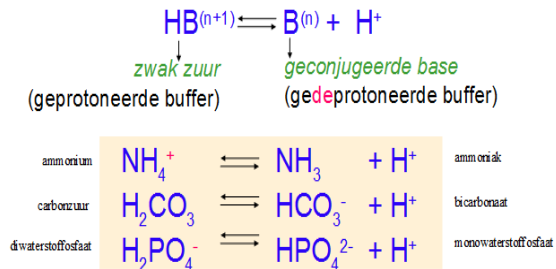 HB⁽ⁿ⁺¹⁾ ⇌ B⁽ⁿ⁾ + H⁺
zwak zuur geconjugeerde base
(geprotoneerde buffer) (gedeprotoneerde buffer)
ammonium NH₄⁺ ⇌ NH₃ + H⁺ ammoniak
carbonzuur H₂CO₃ ⇌ HCO₃⁻ + H⁺ bicarbonaat
diwaterstoffosfaat H₂PO₄⁻ ⇌ HPO₄²⁻ + H⁺ monowaterstoffosfaat